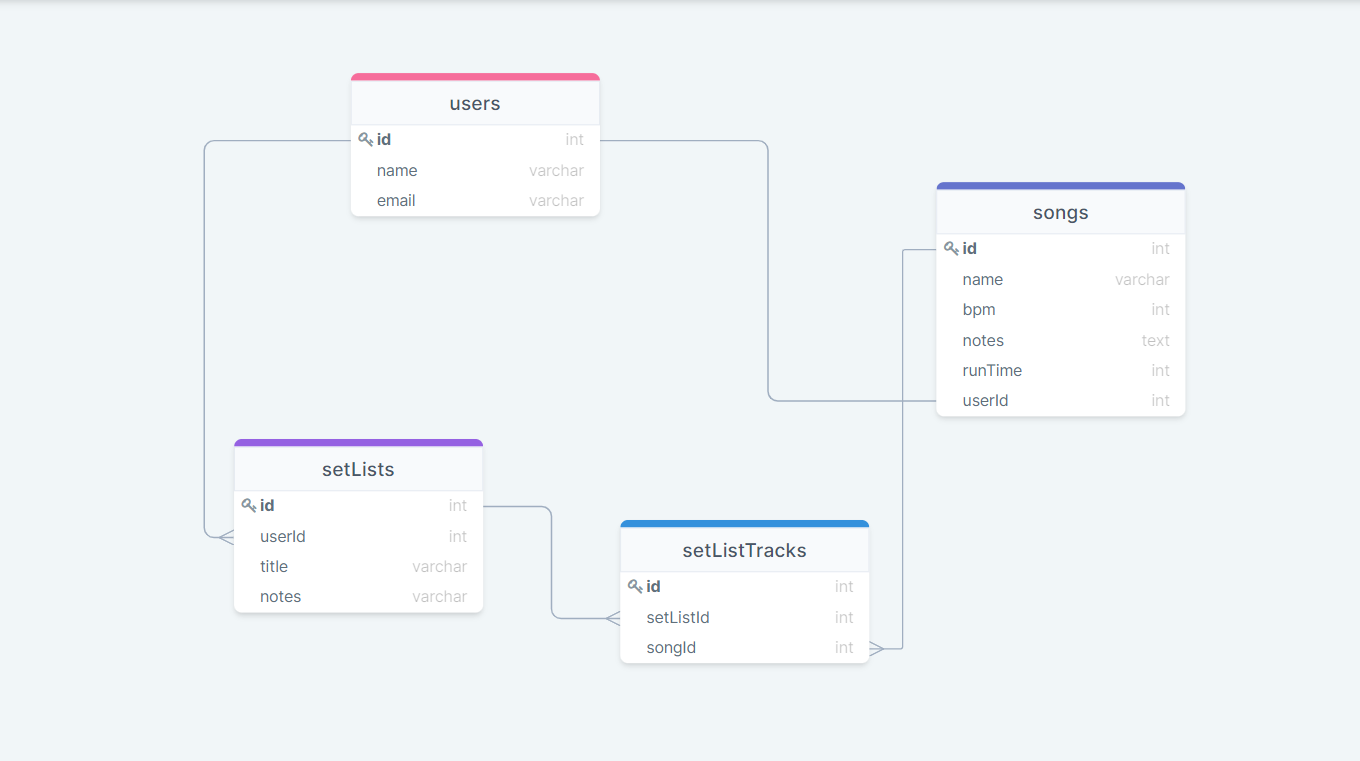 users
id int
name varchar
email varchar
songs
id int
name varchar
bpm int
notes text
runTime int
userId int
setLists
id int
userId int
title varchar
notes varchar
setListTracks
id int
setListId int
songId int